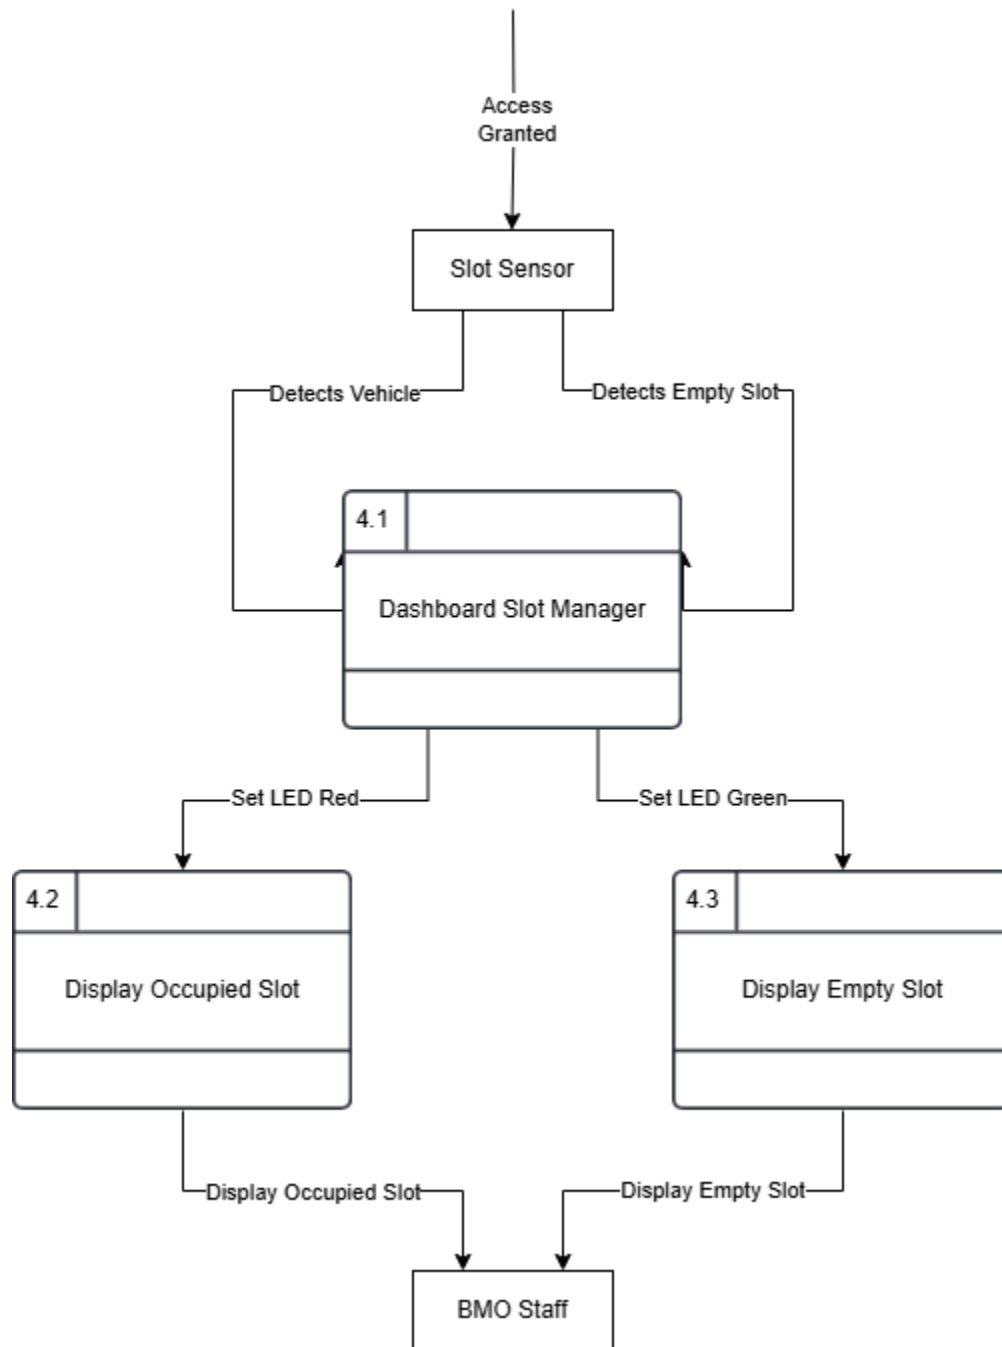 Access
Granted
Slot Sensor
Detects Vehicle
Detects Empty Slot
4.1
Dashboard Slot Manager
Set LED Red
Set LED Green
4.2
4.3
Display Occupied Slot
Display Empty Slot
Display Occupied Slot
Display Empty Slot
BMO Staff